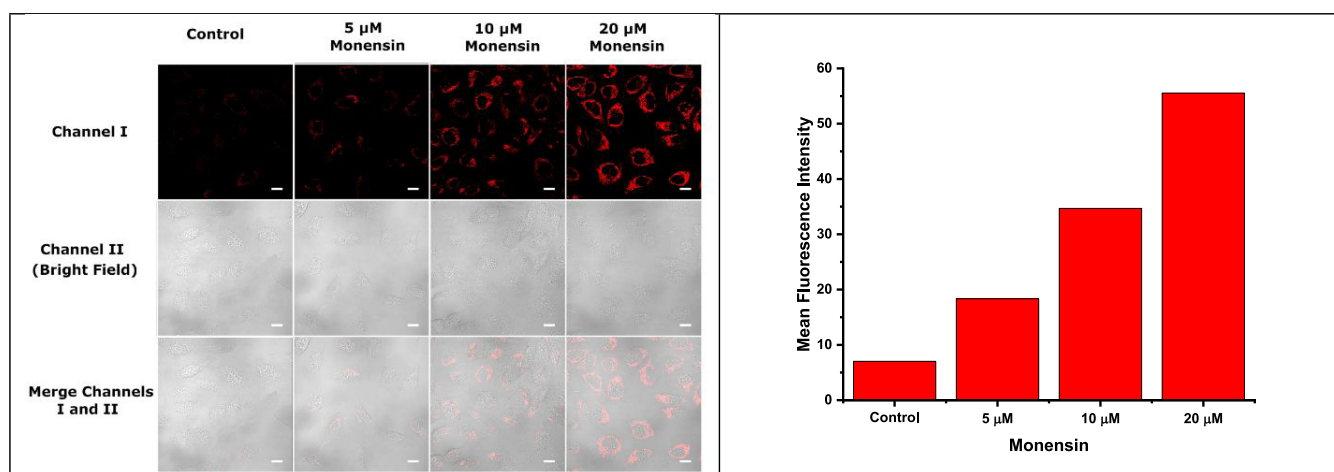 Control
5 µM
Monensin
10 µM
Monensin
20 µM
Monensin
Channel I
Channel II
(Bright Field)
Merge Channels
I and II
Mean Fluorescence Intensity
60
50
40
30
20
10
0
Control
5 µM
10 µM
20 µM
Monensin